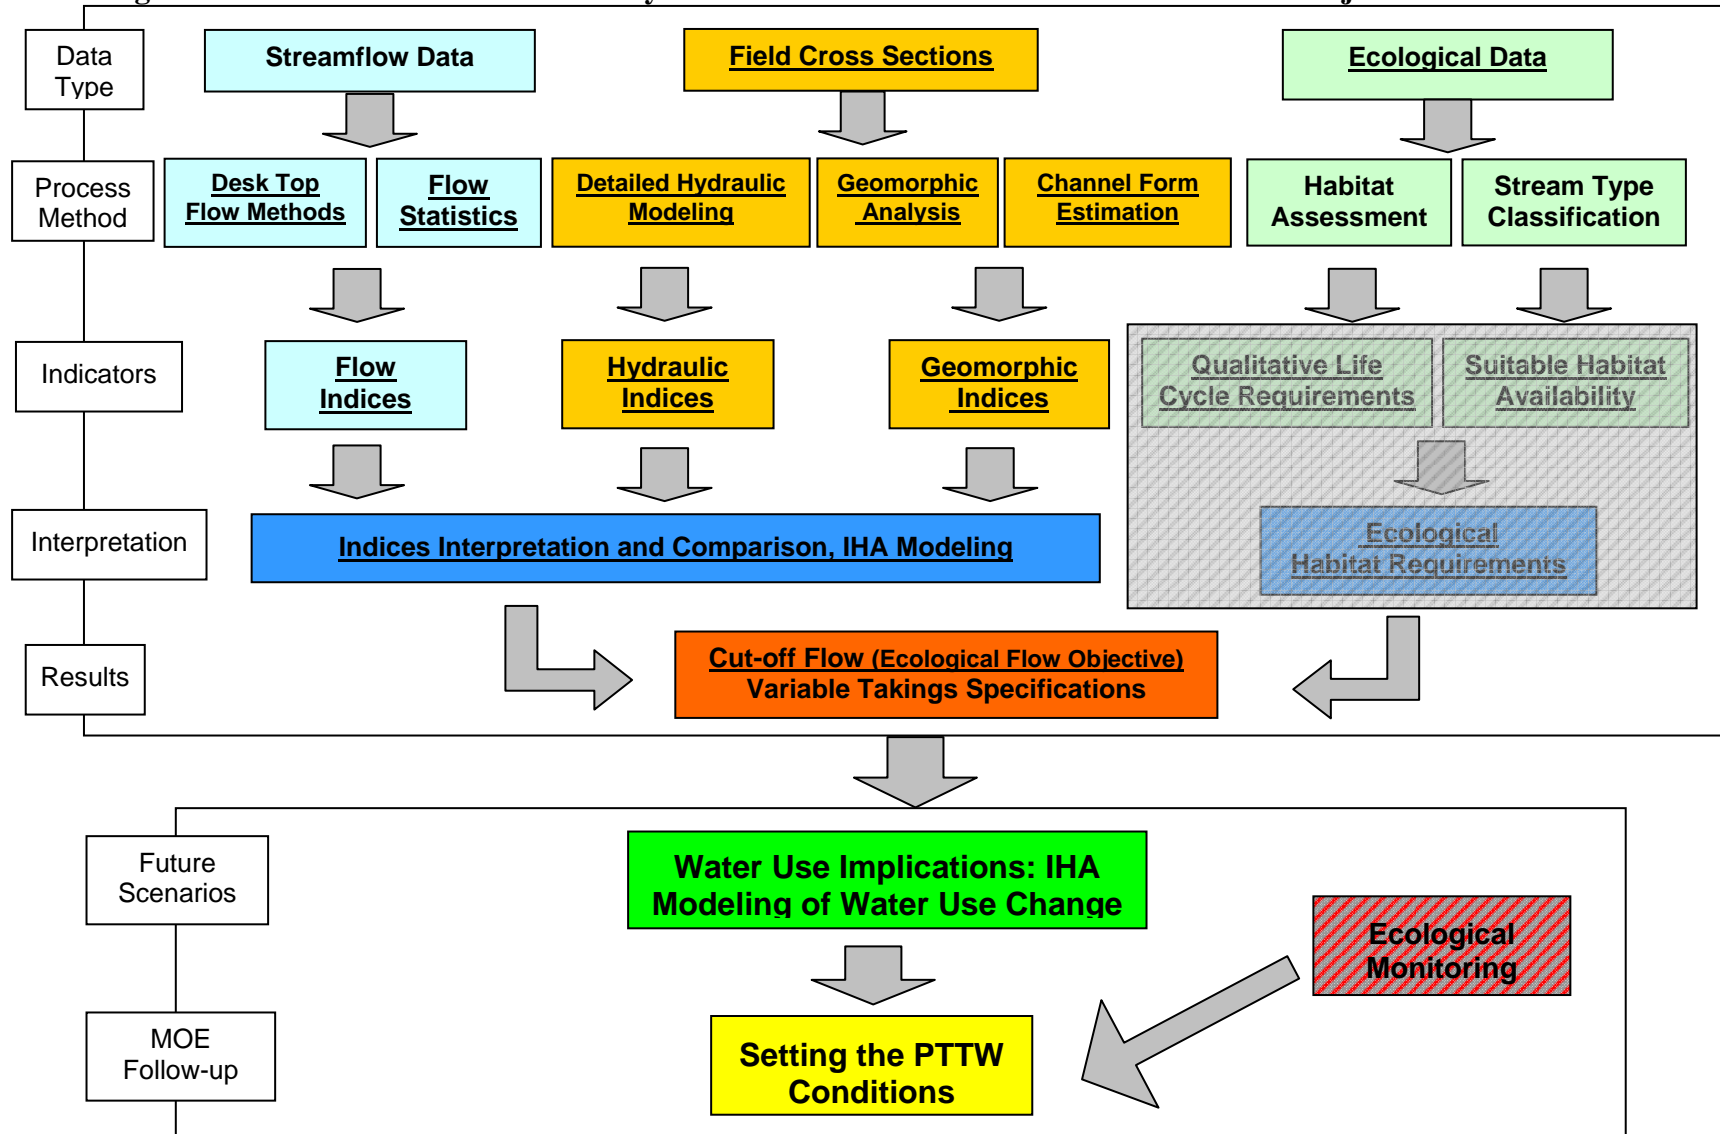 Data
Type
Streamflow Data
Field Cross Sections
Ecological Data
Process
Method
Desk Top
Flow Methods
Flow
Statistics
Detailed Hydraulic
Modeling
Geomorphic
Analysis
Channel Form
Estimation
Habitat
Assessment
Stream Type
Classification
Indicators
Flow
Indices
Hydraulic
Indices
Geomorphic
Indices
Qualitative Life
Cycle Requirements
Suitable Habitat
Availability
Interpretation
Indices Interpretation and Comparison, IHA Modeling
Ecological
Habitat Requirements
Results
Cut-off Flow (Ecological Flow Objective)
Variable Takings Specifications
Future
Scenarios
Water Use Implications: IHA
Modeling of Water Use Change
Ecological
Monitoring
MOE
Follow-up
Setting the PTTW
Conditions